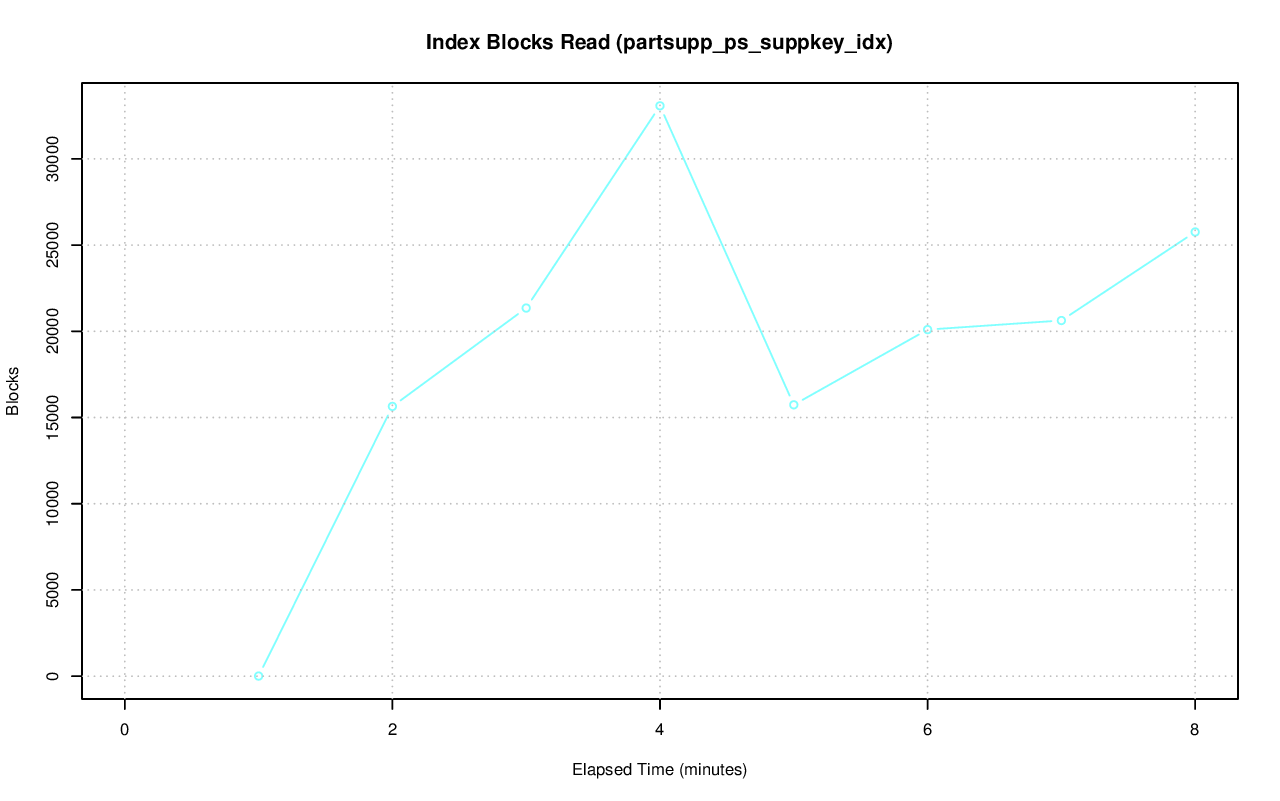 Index Blocks Read (partsupp_ps_suppkey_idx)
Blocks
30000
25000
20000
15000
10000
5000
0
0 2 4 6 8
Elapsed Time (minutes)